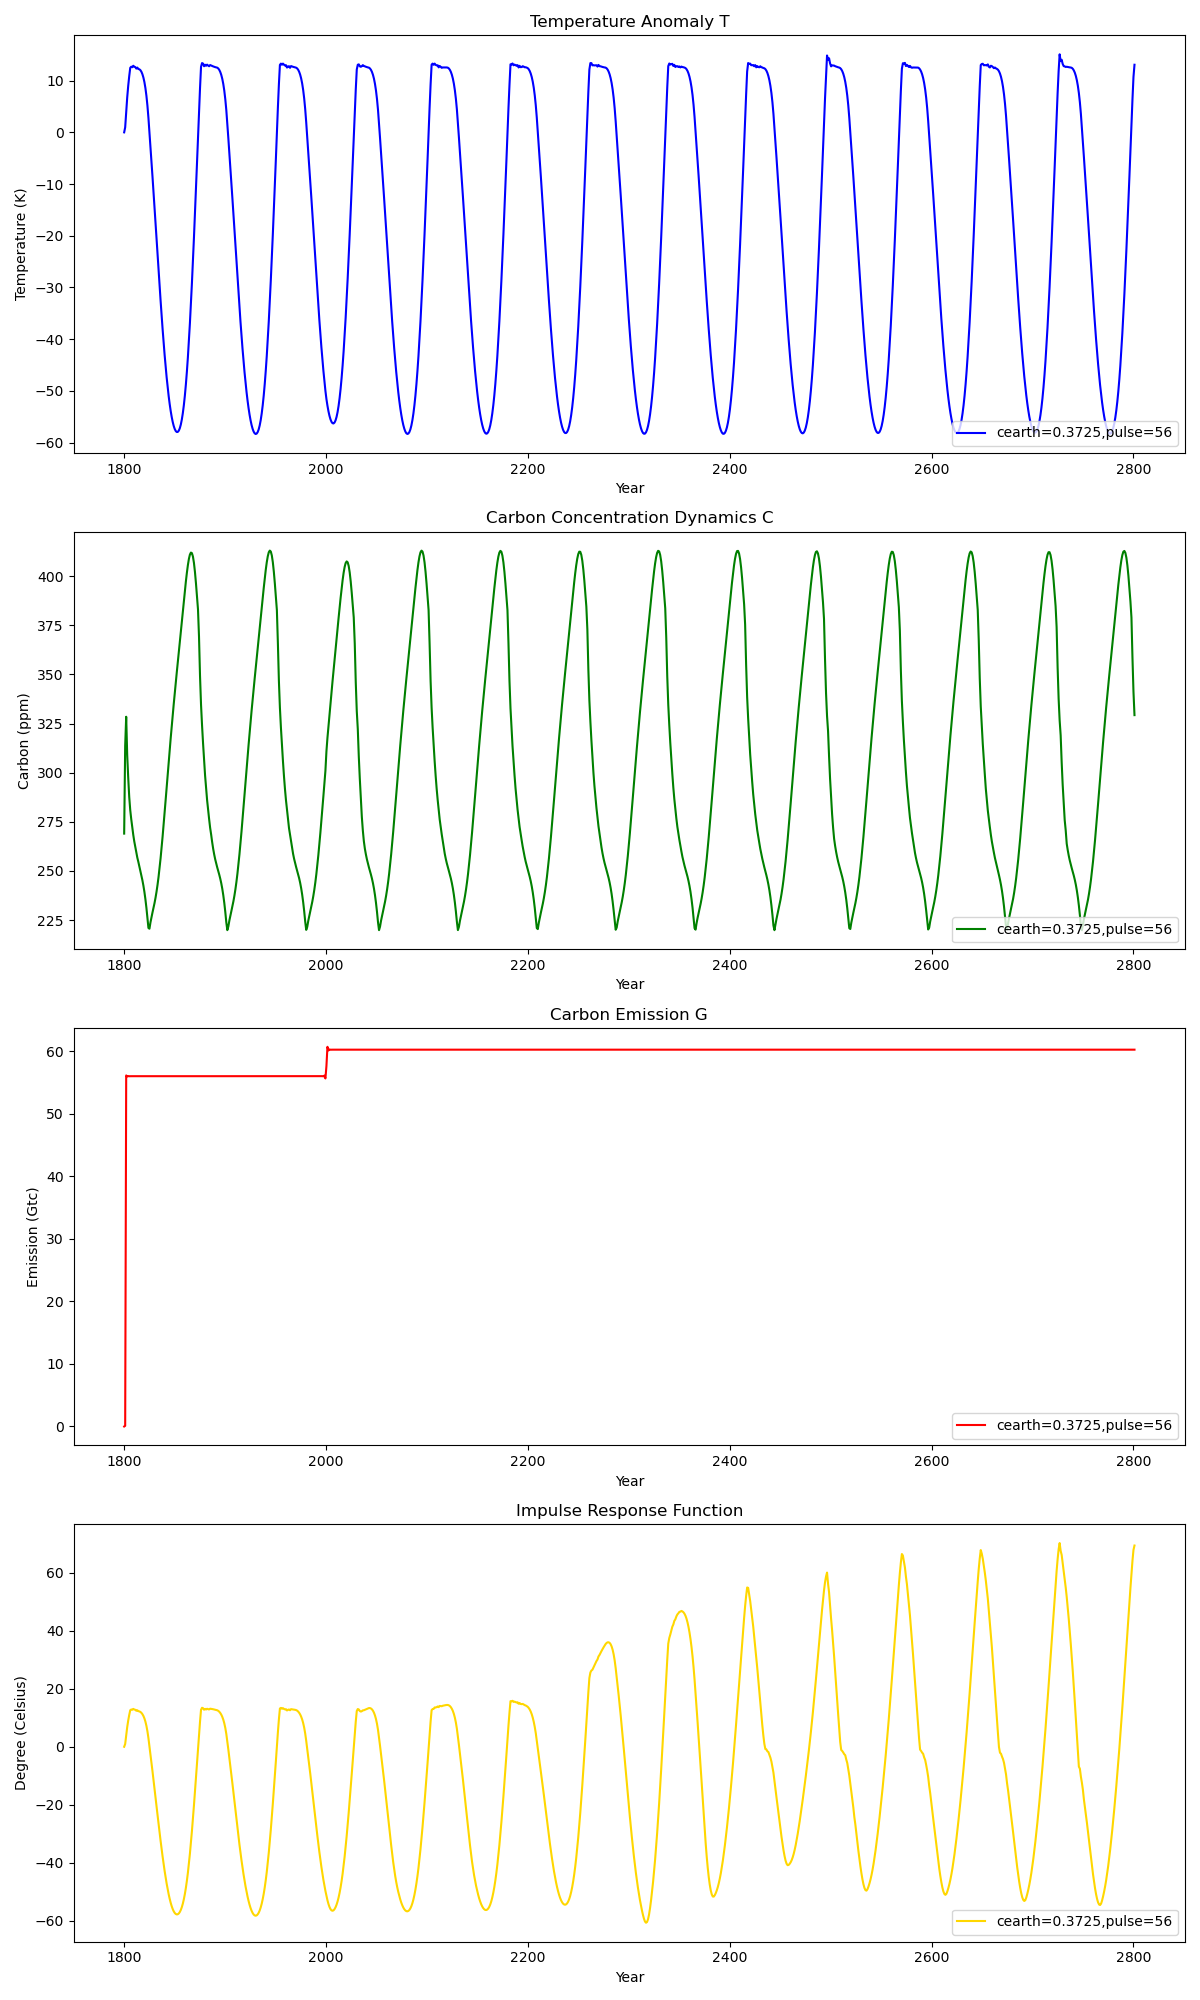 Temperature Anomaly T
10
0
−10
−20
−30
−40
−50
−60
Temperature (K)
cearth=0.3725,pulse=56
1800 2000 2200 2400 2600 2800
Year
Carbon Concentration Dynamics C
400
375
350
325
300
275
250
225
Carbon (ppm)
cearth=0.3725,pulse=56
1800 2000 2200 2400 2600 2800
Year
Carbon Emission G
60
50
40
30
20
10
0
Emission (Gtc)
cearth=0.3725,pulse=56
1800 2000 2200 2400 2600 2800
Year
Impulse Response Function
60
40
20
0
−20
−40
−60
Degree (Celsius)
cearth=0.3725,pulse=56
1800 2000 2200 2400 2600 2800
Year